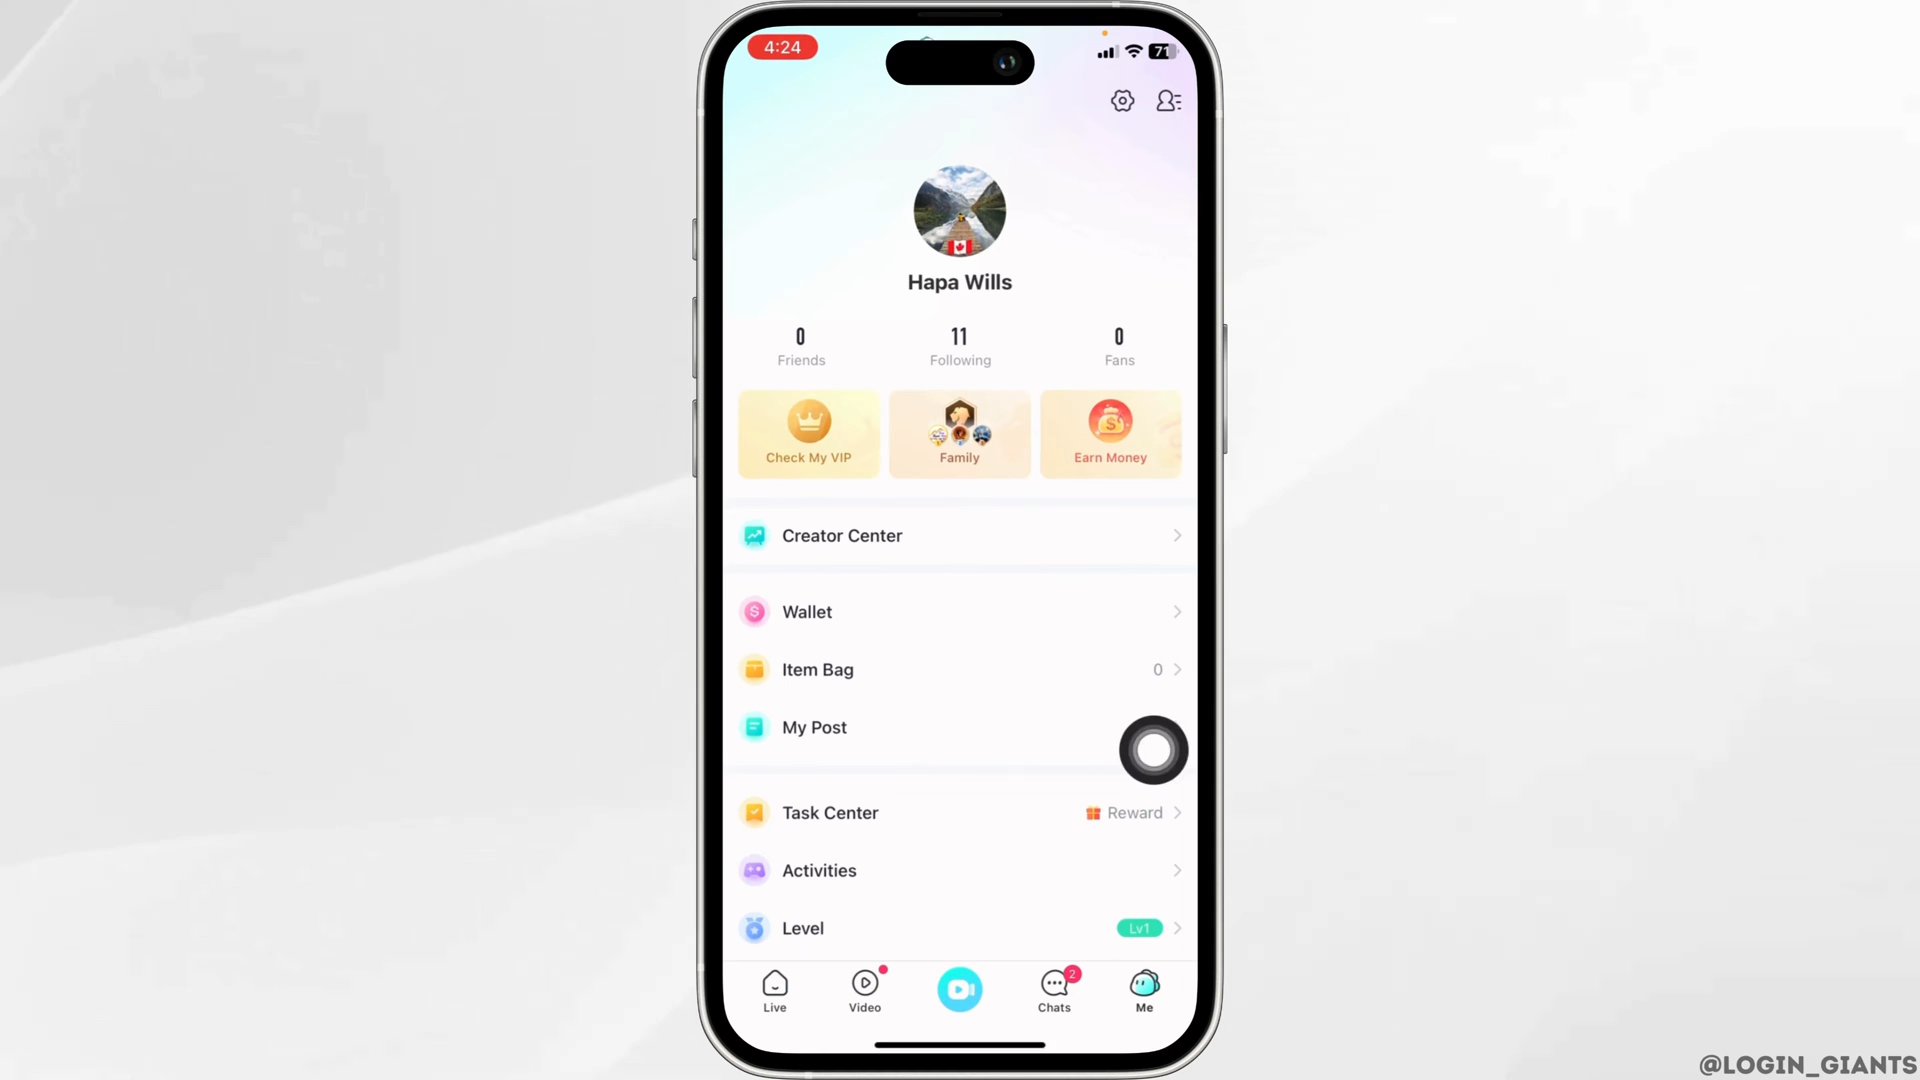 4:24
71
Hapa Wills
0 11 0
Friends Following Fans
Check My VIP Family Earn Money
Creator Center
Wallet
Item Bag 0
My Post
Task Center Reward
Activities
Level Lv1
2
Live Video Chats Me
@LOGIN_GIANTS